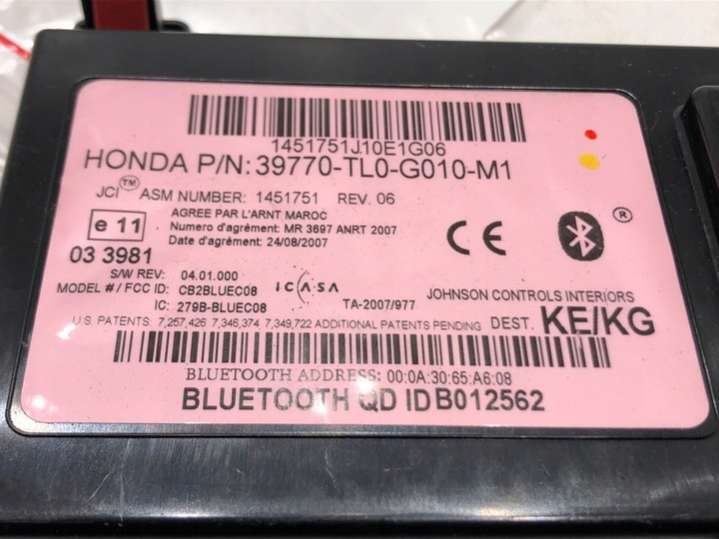 1451751J10E1G06
HONDA P/N: 39770-TL0-G010-M1
JCI™ ASM NUMBER: 1451751 REV. 06
e 11
AGREE PAR L'ARNT MAROC
Numero d'agrément: MR 3697 ANRT 2007
Date d'agrément: 24/08/2007
CE
®
03 3981
S/W REV: 04.01.000
MODEL # / FCC ID: CB2BLUEC08
ICASA
IC: 279B-BLUEC08
TA-2007/977
JOHNSON CONTROLS INTERIORS
U.S. PATENTS 7,257,426 7,346,374 7,349,722 ADDITIONAL PATENTS PENDING
DEST. KE/KG
BLUETOOTH ADDRESS: 00:0A:30:65:A6:08
BLUETOOTH QD ID B012562